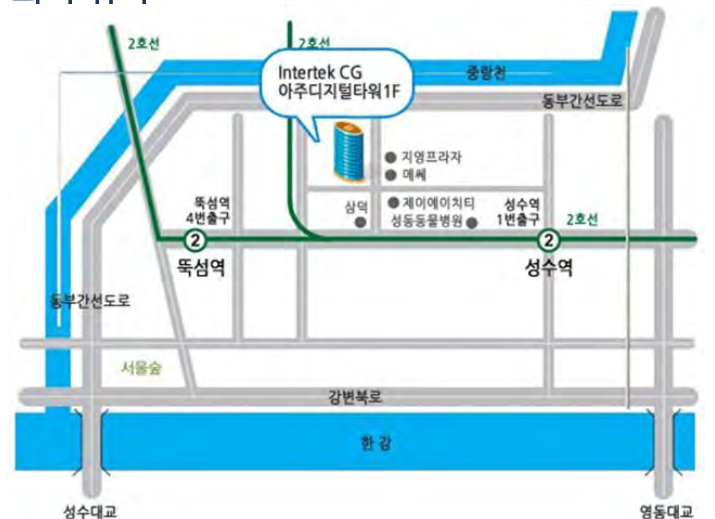 2호선
2호선
Intertek CG
아주디지털타워1F
중랑천
동부간선도로
지영프라자
메쎄
뚝섬역
4번출구
삼덕
제이에이치티
성동동물병원
성수역
1번출구
2호선
2
뚝섬역
2
성수역
동부간선도로
서울숲
강변북로
한 강
성수대교
영동대교